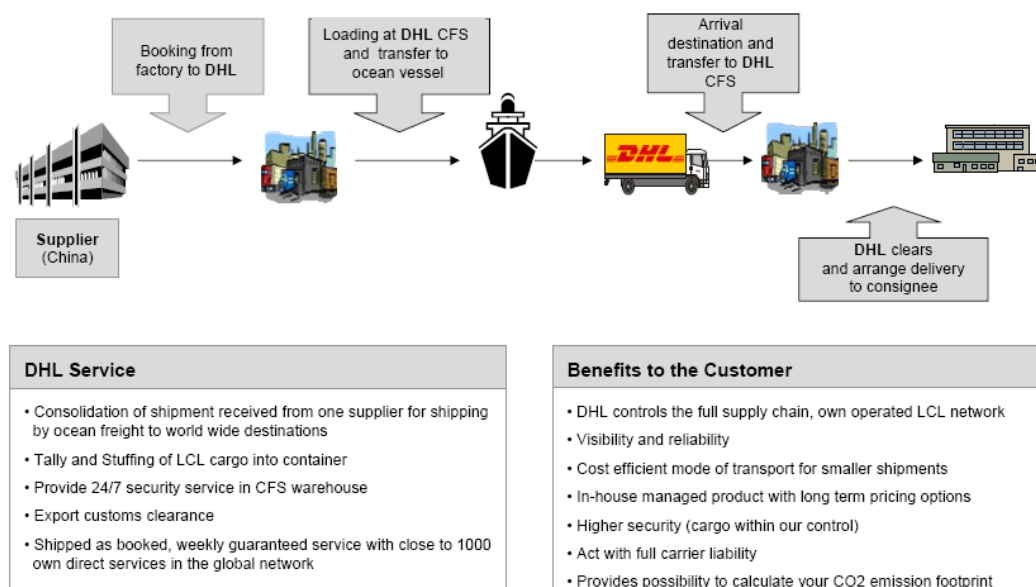 Booking from
factory to DHL
Loading at DHL CFS
and transfer to
ocean vessel
Arrival
destination and
transfer to DHL
CFS
DHL
Supplier
(China)
DHL clears
and arrange delivery
to consignee
DHL Service
• Consolidation of shipment received from one supplier for shipping
by ocean freight to world wide destinations
• Tally and Stuffing of LCL cargo into container
• Provide 24/7 security service in CFS warehouse
• Export customs clearance
• Shipped as booked, weekly guaranteed service with close to 1000
own direct services in the global network
Benefits to the Customer
• DHL controls the full supply chain, own operated LCL network
• Visibility and reliability
• Cost efficient mode of transport for smaller shipments
• In-house managed product with long term pricing options
• Higher security (cargo within our control)
• Act with full carrier liability
• Provides possibility to calculate your CO2 emission footprint